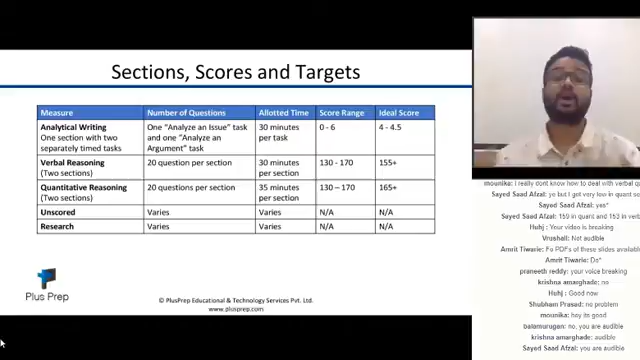 Sections, Scores and Targets
Measure Number of Questions Allotted Time Score Range Ideal Score
Analytical Writing
One section with two
separately timed tasks
One "Analyze an Issue" task
and one "Analyze an
Argument" task
30 minutes
per task
0 - 6
4 - 4.5
Verbal Reasoning
(Two sections)
20 question per section
30 minutes
per section
130 - 170
155+
Quantitative Reasoning
(Two sections)
20 questions per section
35 minutes
per section
130 – 170
165+
Unscored Varies Varies N/A N/A
Research Varies Varies N/A N/A
Plus Prep
© PlusPrep Educational & Technology Services Pvt. Ltd.
www.plusprep.com
mounike: I really dont know how to deal with verbal q
Sayed Saad Afzal: ye but I get very low in quant se
Sayed Saad Afzal: yes*
Sayed Saad Afzal: 159 in quant and 153 in verb
Huhj : Your video is breaking
Vrushali: Not audible
Amrit Tiwarie: Fo PDFs of these slides available
Amrit Tiwarie: Do*
praneeth reddy: your voice breaking
krishna amarghade: no
Huhj : Good now
Shubham Prasad: no problem
mounika: hey its good
balamurugan: no, you are audible
krishna amarghade: audible
Sayed Saad Afzal: you are audible